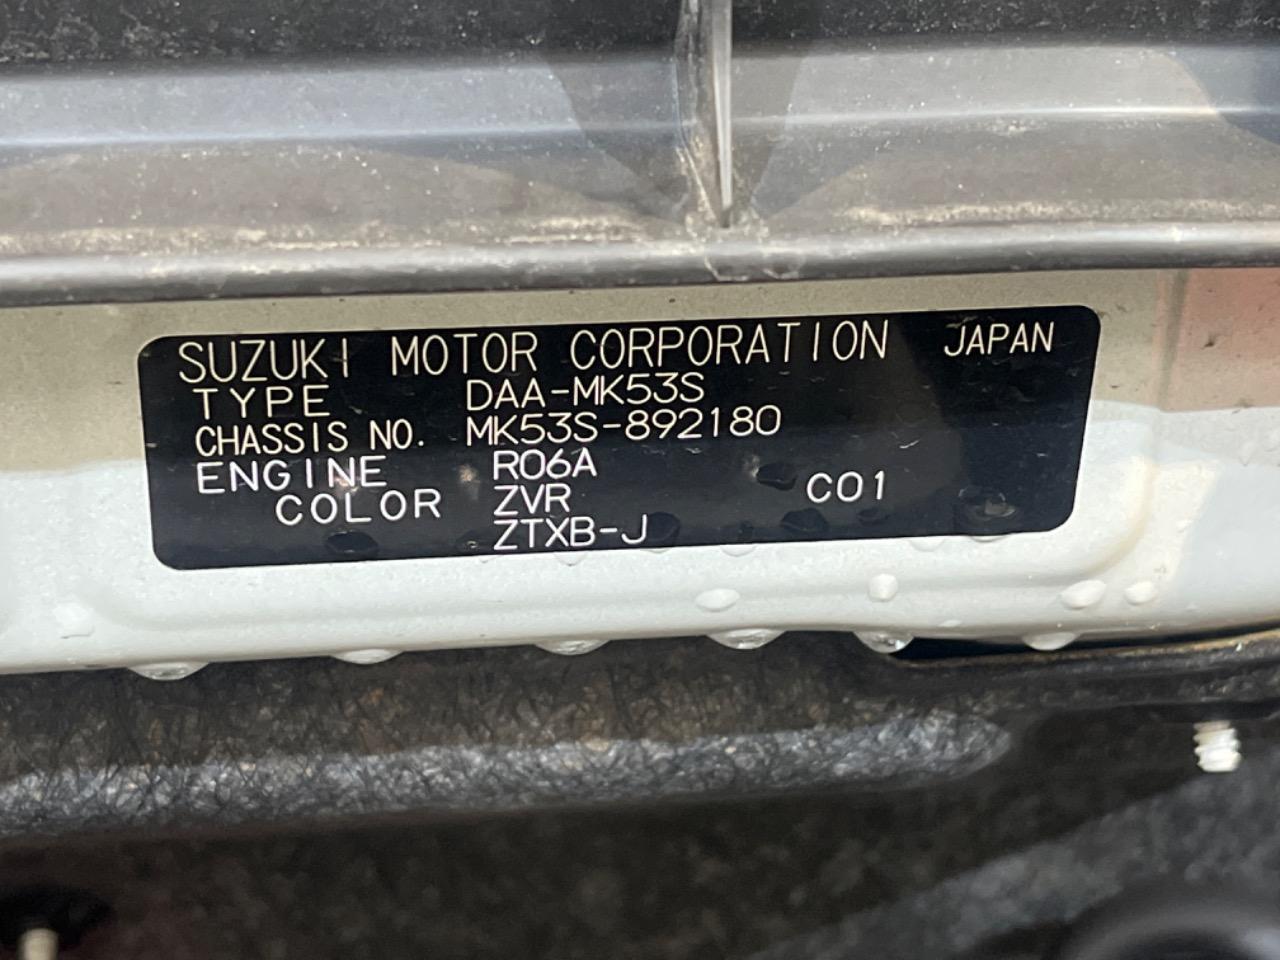 SUZUKI MOTOR CORPORATION JAPAN
TYPE DAA-MK53S
CHASSIS NO. MK53S-892180
ENGINE R06A
COLOR ZVR C01
ZTXB-J